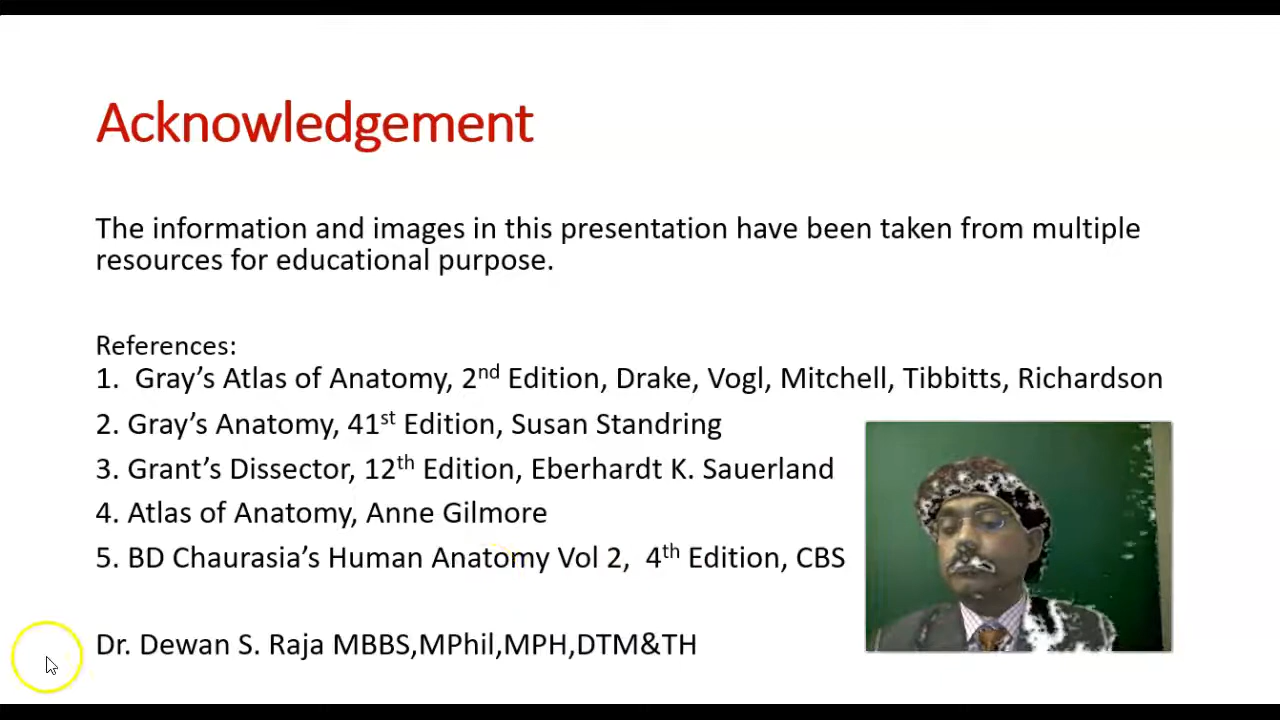 Acknowledgement
The information and images in this presentation have been taken from multiple
resources for educational purpose.
References:
1. Gray’s Atlas of Anatomy, 2nd Edition, Drake, Vogl, Mitchell, Tibbitts, Richardson
2. Gray’s Anatomy, 41st Edition, Susan Standring
3. Grant’s Dissector, 12th Edition, Eberhardt K. Sauerland
4. Atlas of Anatomy, Anne Gilmore
5. BD Chaurasia’s Human Anatomy Vol 2, 4th Edition, CBS
Dr. Dewan S. Raja MBBS,MPhil,MPH,DTM&TH